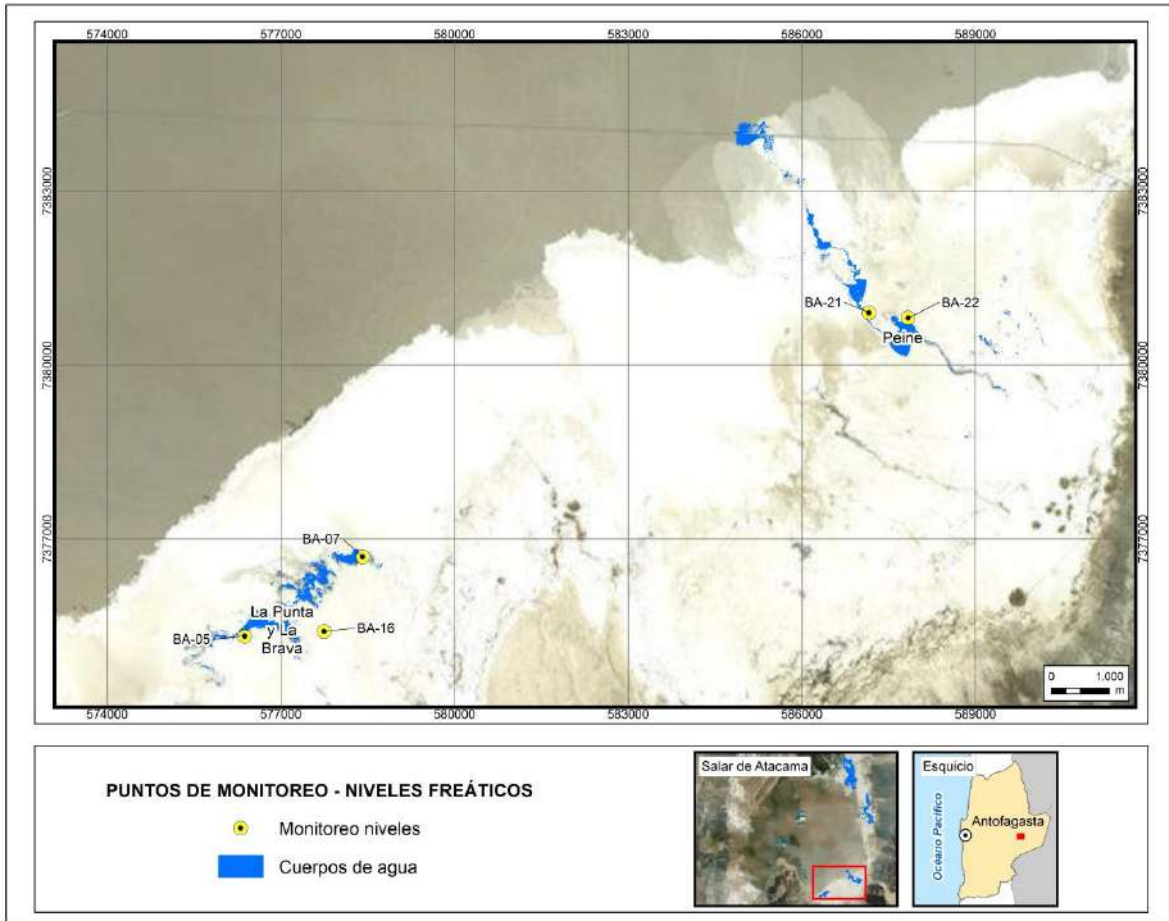 574000 577000 580000 583000 586000 589000
7383000 7383000
BA-21 BA-22
Peine
7380000 7380000
7377000 7377000
BA-07
La Punta
y La
Brava
BA-05 BA-16
0 1,000
m
574000 577000 580000 583000 586000 589000
PUNTOS DE MONITOREO - NIVELES FREÁTICOS
Monitoreo niveles
Cuerpos de agua
Salar de Atacama
Esquicio
Océano Pacífico
Antofagasta